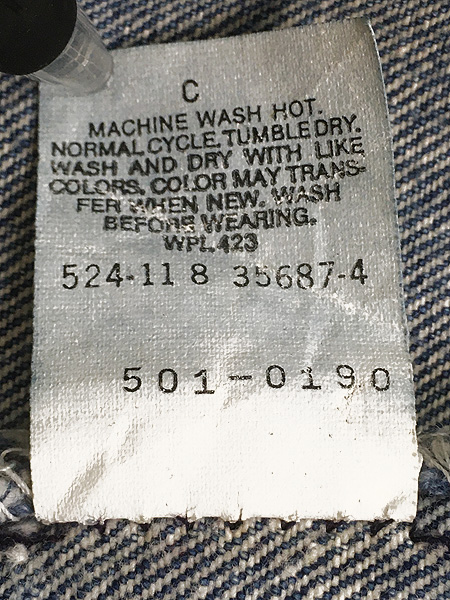 C
MACHINE WASH HOT.
NORMAL CYCLE. TUMBLE DRY.
WASH AND DRY WITH LIKE
COLORS. COLOR MAY TRANS-
FER WHEN NEW. WASH
BEFORE WEARING.
WPL 423
524-11 8 35687-4
501-0190